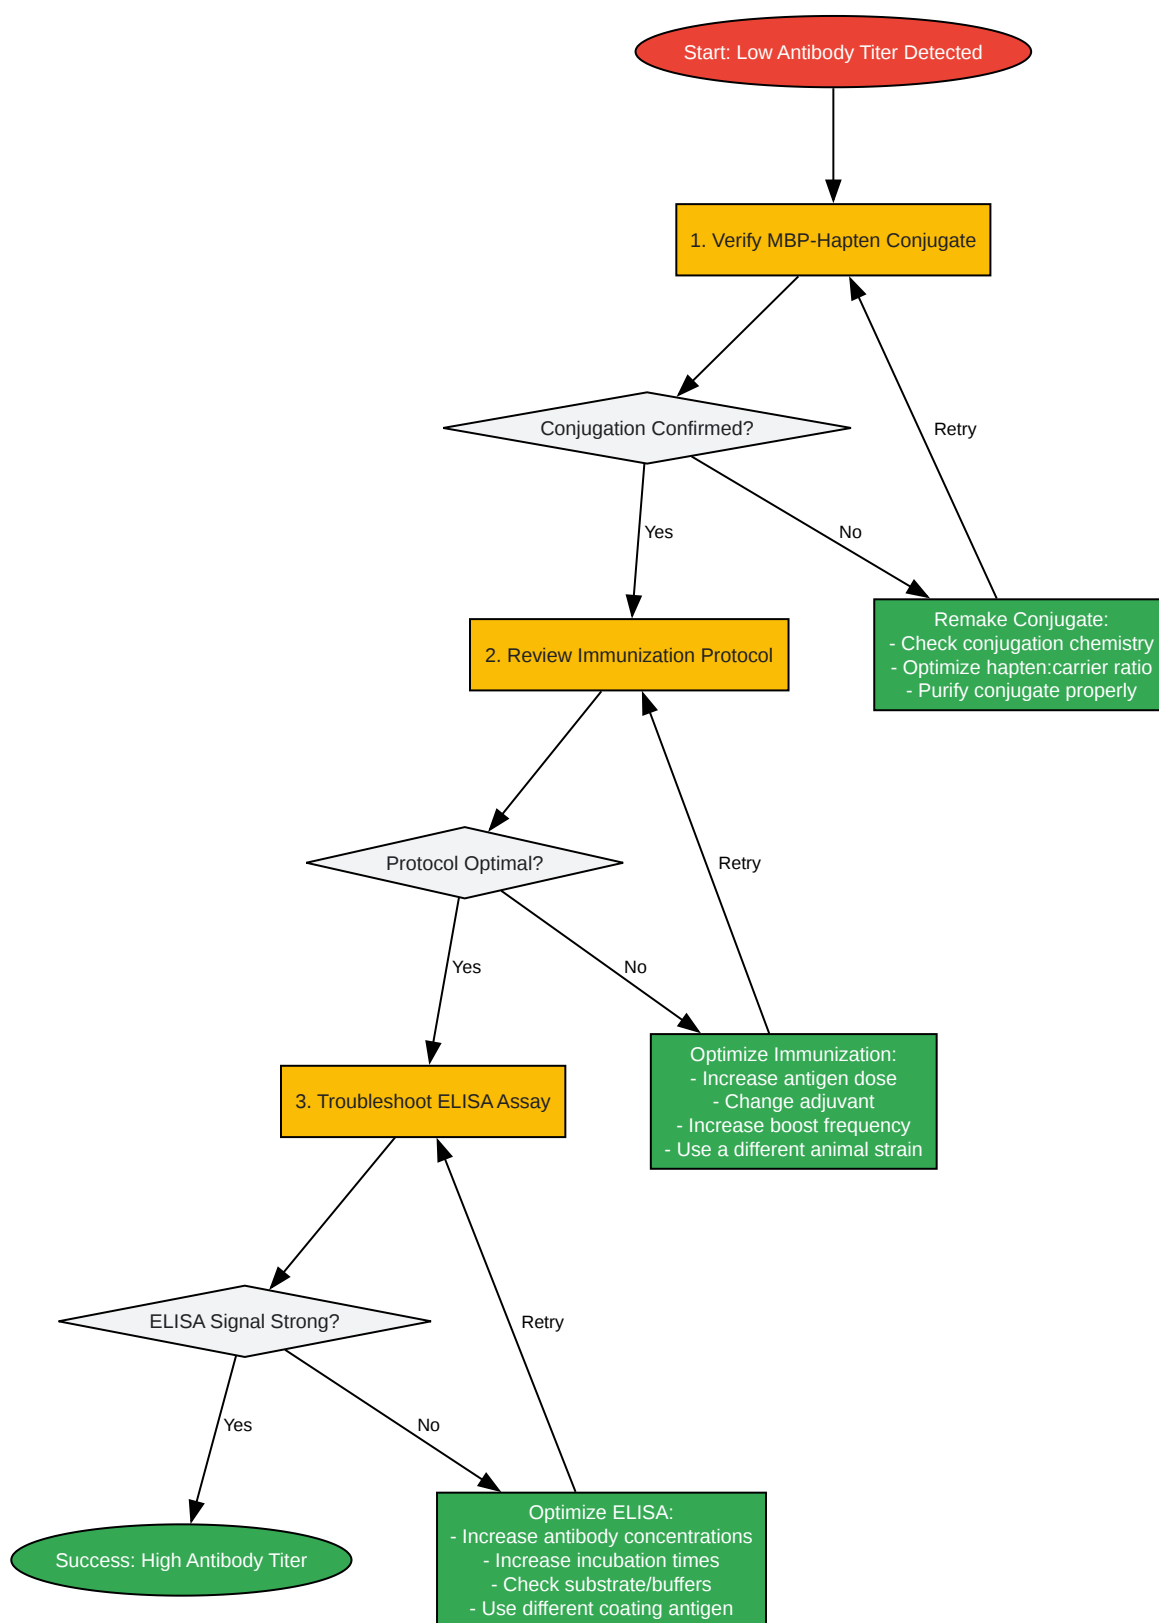 Start: Low Antibody Titer Detected
1. Verify MBP-Hapten Conjugate
Conjugation Confirmed?
Retry
Yes
No
Remake Conjugate:
- Check conjugation chemistry
- Optimize hapten:carrier ratio
- Purify conjugate properly
2. Review Immunization Protocol
Protocol Optimal?
Retry
Yes
No
Optimize Immunization:
- Increase antigen dose
- Change adjuvant
- Increase boost frequency
- Use a different animal strain
3. Troubleshoot ELISA Assay
ELISA Signal Strong?
Retry
Yes
No
Optimize ELISA:
- Increase antibody concentrations
- Increase incubation times
- Check substrate/buffers
- Use different coating antigen
Success: High Antibody Titer